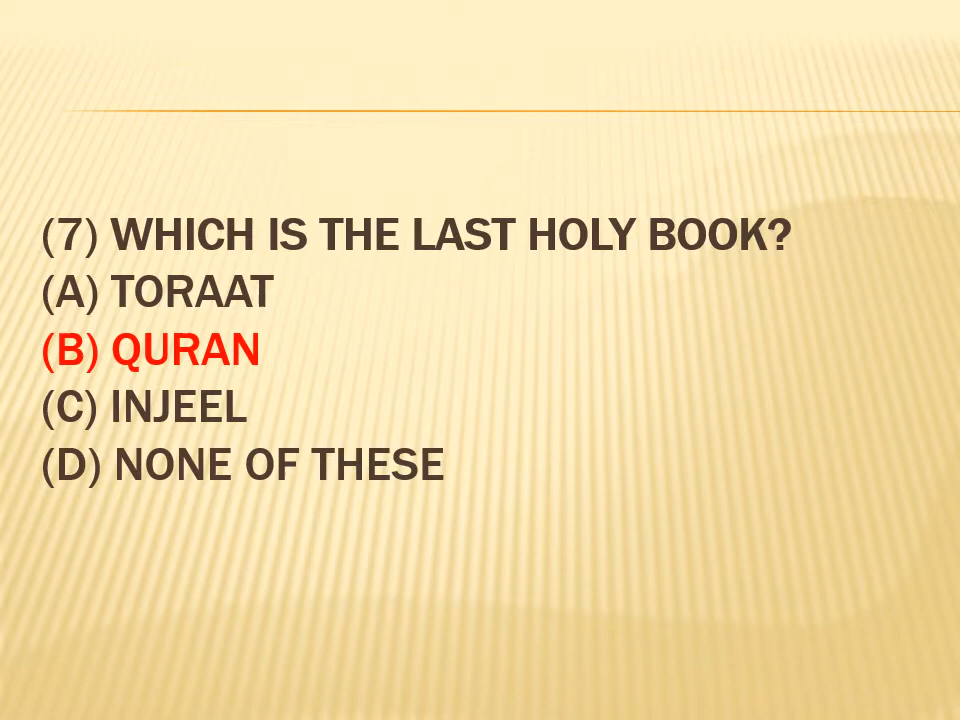 (7) WHICH IS THE LAST HOLY BOOK?
(A) TORAAT
(B) QURAN
(C) INJEEL
(D) NONE OF THESE